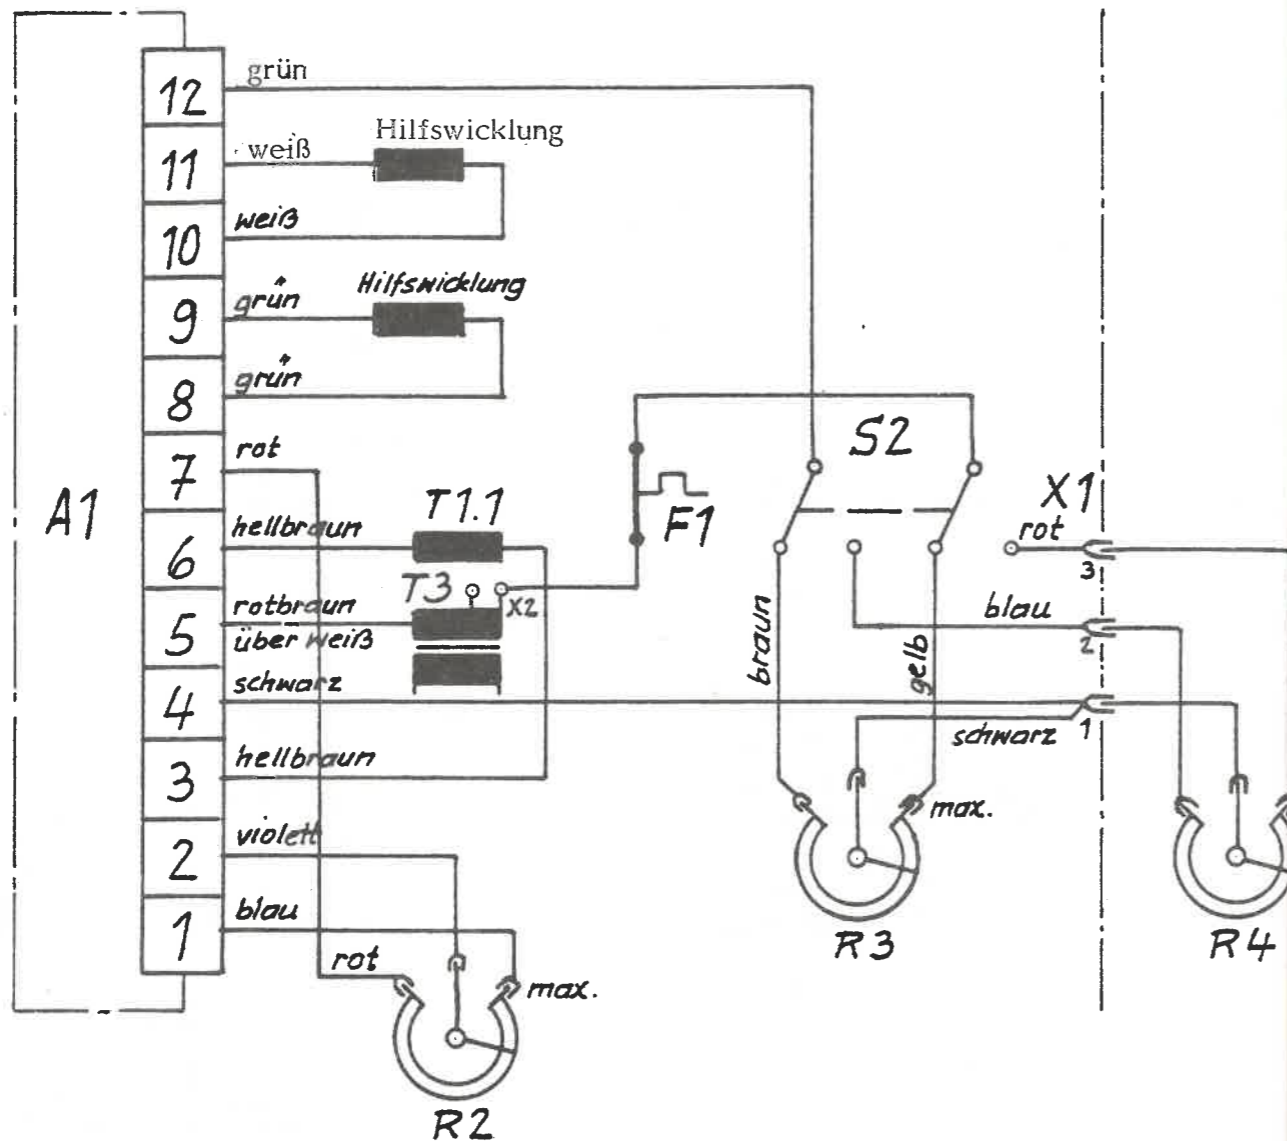 grün
12
Hilfswicklung
weiß
11
weiß
10
Hilfswicklung
grün
9
grün
8
rot
7
S2
A1
T1.1
F1
X1
hellbraun
6
rot
3
T3
X2
rotbraun
5
über weiß
braun
gelb
blau
2
schwarz
4
schwarz
1
hellbraun
3
max.
violett
2
blau
1
R3
R4
rot
max.
R2